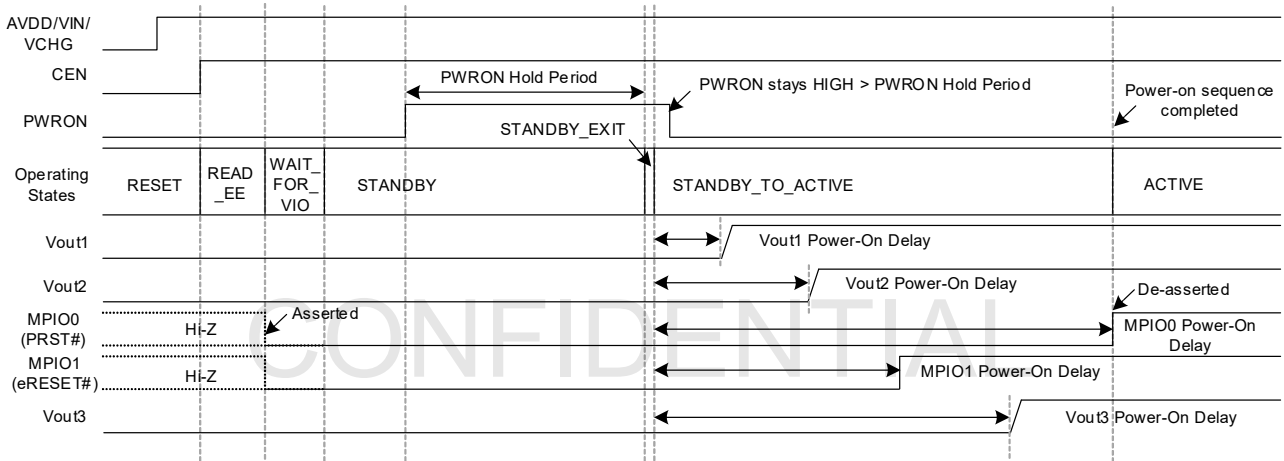 AVDD/VIN/
VCHG
CEN
PWRON Hold Period
PWRON stays HIGH > PWRON Hold Period
Power-on sequence
completed
PWRON
STANDBY_EXIT
Operating
States
RESET
READ
_EE
WAIT_
FOR_
VIO
STANDBY
STANDBY_TO_ACTIVE
ACTIVE
Vout1
Vout1 Power-On Delay
Vout2
Vout2 Power-On Delay
De-asserted
CONFIDENTIAL
MPIO0
(PRST#)
Hi-Z
Asserted
MPIO0 Power-On
Delay
MPIO1
(eRESET#)
Hi-Z
MPIO1 Power-On Delay
Vout3
Vout3 Power-On Delay